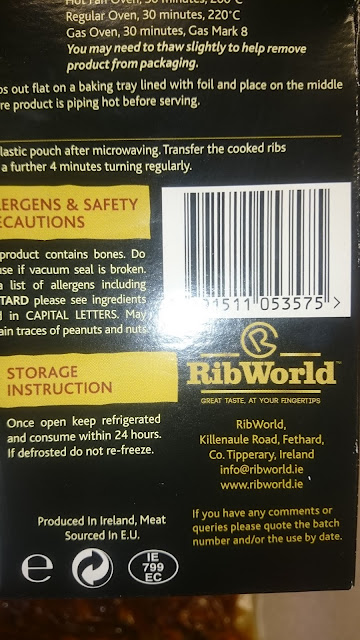 Regular Oven, 30 minutes, 220°C
Gas Oven, 30 minutes, Gas Mark 8
You may need to thaw slightly to help remove
product from packaging.
out flat on a baking tray lined with foil and place on the middle
product is piping hot before serving.
pouch after microwaving. Transfer the cooked ribs
a further 4 minutes turning regularly.
& SAFETY
product contains bones. Do
if vacuum seal is broken.
a list of allergens including
please see ingredients
in CAPITAL LETTERS. May
traces of peanuts and nuts.
STORAGE
INSTRUCTION
Once open keep refrigerated
and consume within 24 hours.
If defrosted do not re-freeze.
Produced In Ireland, Meat
Sourced In E.U.
e
IE
799
EC
1511 053575 >
R
RibWorld™
GREAT TASTE, AT YOUR FINGERTIPS
RibWorld,
Killenaule Road, Fethard,
Co. Tipperary, Ireland
info@ribworld.ie
www.ribworld.ie
If you have any comments or
queries please quote the batch
number and/or the use by date.